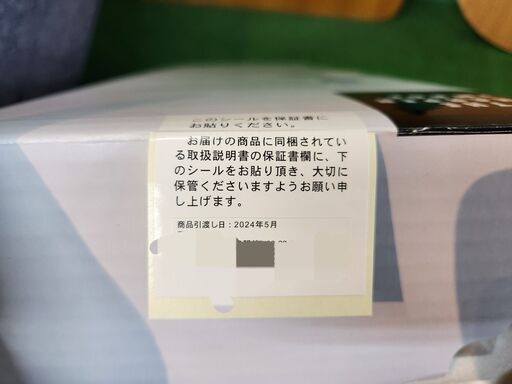 このシールを保証書に
お貼りください。
お届けの商品に同梱されてい
る取扱説明書の保証書欄に、下
のシールをお貼り頂き、大切に
保管くださいますようお願い申
し上げます。
商品引渡し日：2024年5月